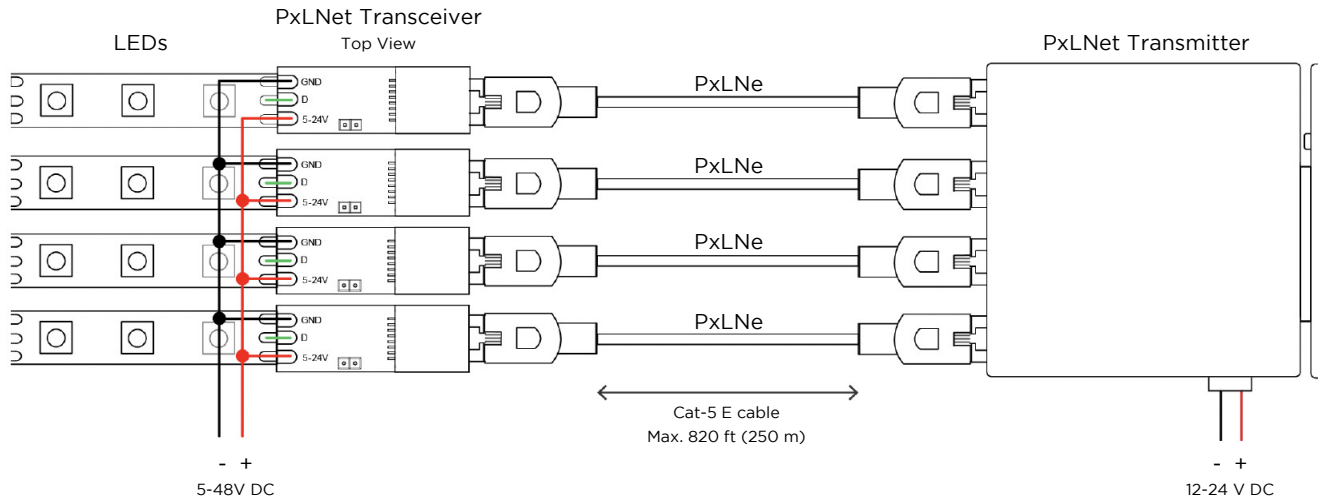 PxLNet Transceiver
Top View
LEDs
PxLNet Transmitter
GND
D
5-24V
PxLNe
GND
D
5-24V
PxLNe
GND
D
5-24V
PxLNe
GND
D
5-24V
PxLNe
Cat-5 E cable
Max. 820 ft (250 m)
- +
5-48V DC
- +
12-24 V DC